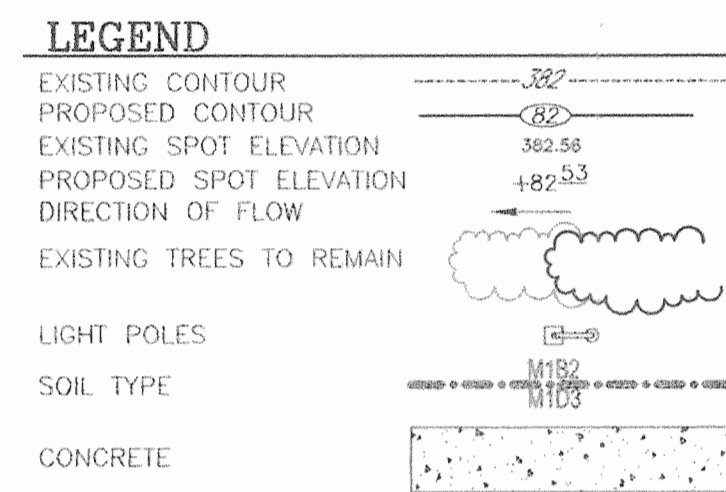 LEGEND
EXISTING CONTOUR 382
PROPOSED CONTOUR 82
EXISTING SPOT ELEVATION 382.56
PROPOSED SPOT ELEVATION +82 53
DIRECTION OF FLOW
EXISTING TREES TO REMAIN
LIGHT POLES
M1B2
SOIL TYPE
M1D3
CONCRETE